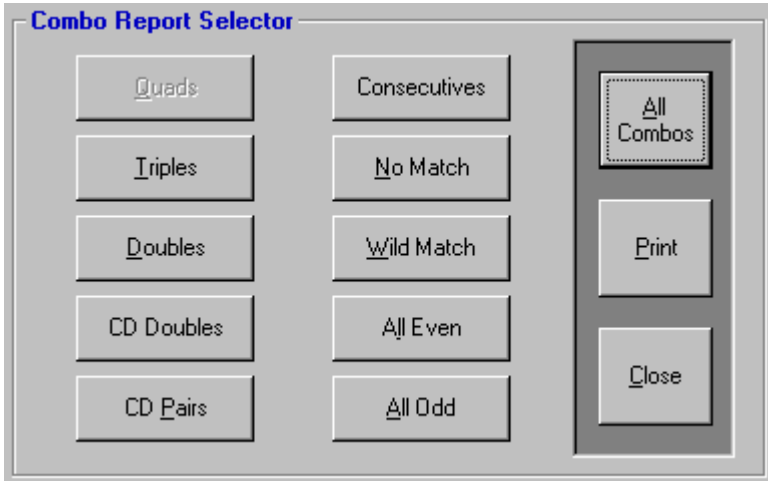 Combo Report Selector
Quads
Triples
Doubles
CD Doubles
CD Pairs
Consecutives
No Match
Wild Match
All Even
All Odd
All
Combos
Print
Close